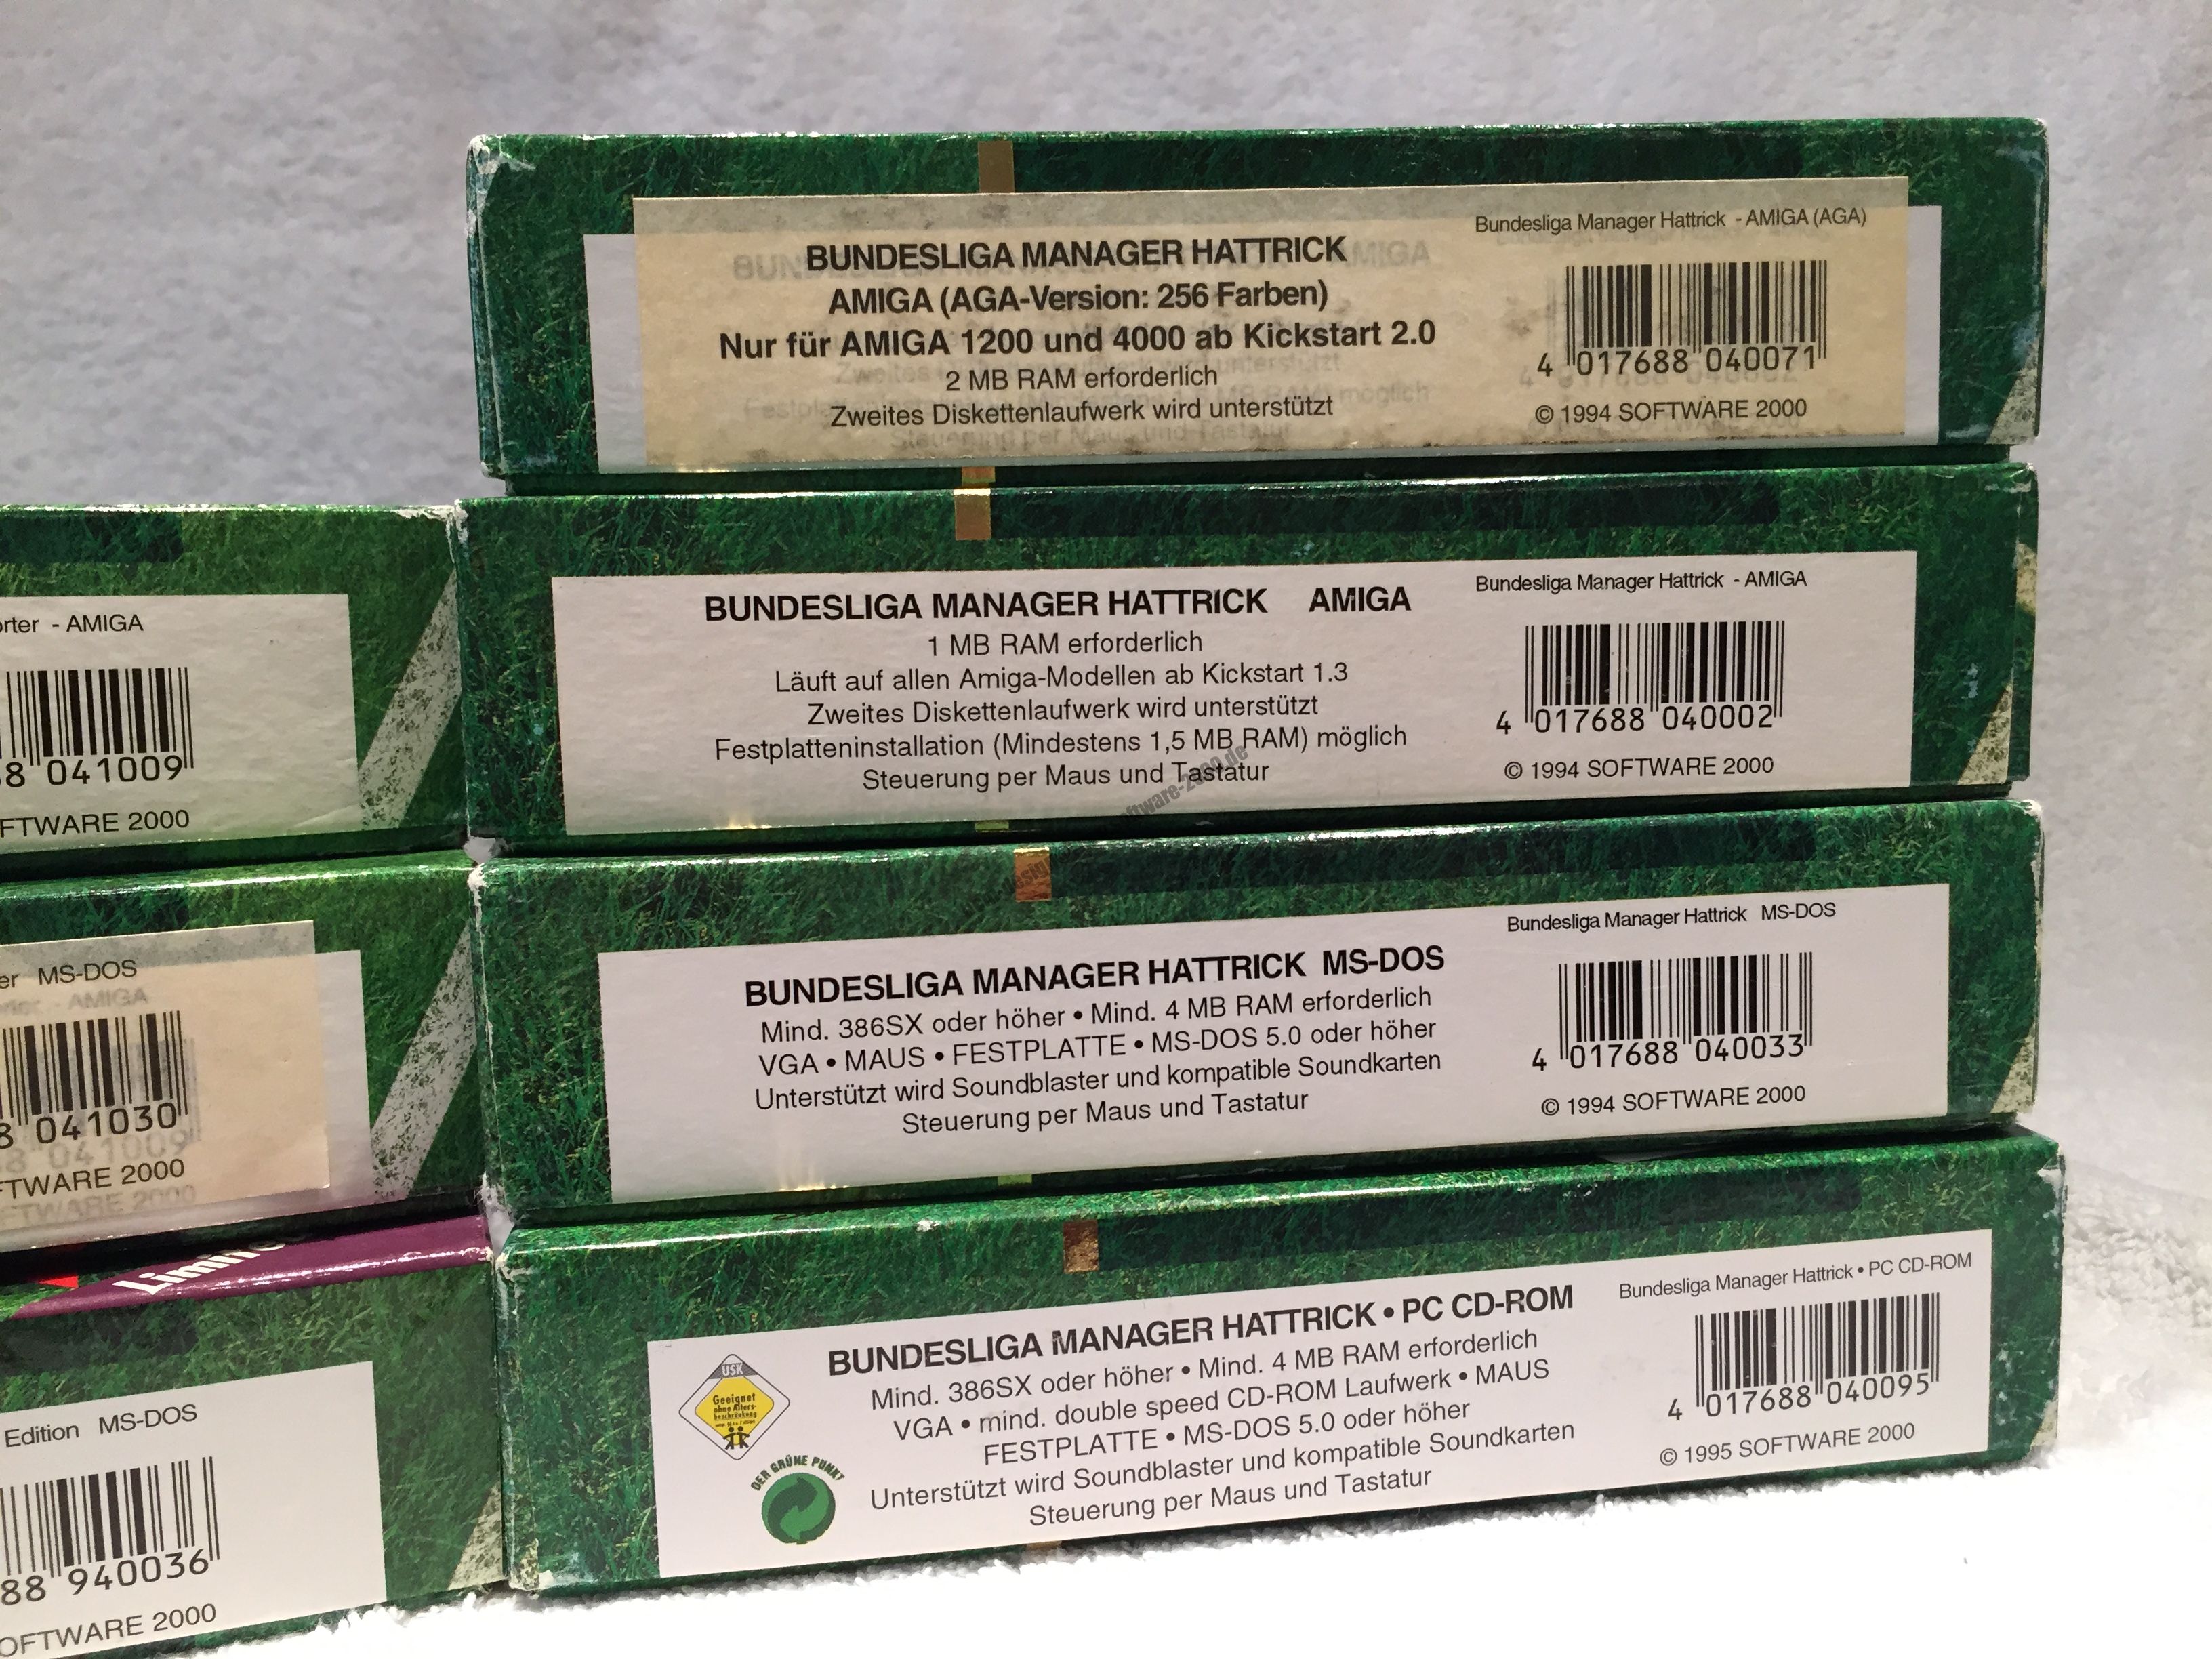 BUNDESLIGA MANAGER HATTRICK
AMIGA (AGA-Version: 256 Farben)
Nur für AMIGA 1200 und 4000 ab Kickstart 2.0
2 MB RAM erforderlich
Zweites Diskettenlaufwerk wird unterstützt
Bundesliga Manager Hattrick - AMIGA (AGA)
4 017688 040071
© 1994 SOFTWARE 2000
BUNDESLIGA MANAGER HATTRICK AMIGA
1 MB RAM erforderlich
Läuft auf allen Amiga-Modellen ab Kickstart 1.3
Zweites Diskettenlaufwerk wird unterstützt
Festplatteninstallation (Mindestens 1,5 MB RAM) möglich
Steuerung per Maus und Tastatur
Bundesliga Manager Hattrick - AMIGA
4 017688 040002
© 1994 SOFTWARE 2000
BUNDESLIGA MANAGER HATTRICK MS-DOS
Mind. 386SX oder höher • Mind. 4 MB RAM erforderlich
VGA • MAUS • FESTPLATTE • MS-DOS 5.0 oder höher
Unterstützt wird Soundblaster und kompatible Soundkarten
Steuerung per Maus und Tastatur
Bundesliga Manager Hattrick MS-DOS
4 017688 040033
© 1994 SOFTWARE 2000
USK
Geeignet
ohne Alters-
beschränkung
DER GRÜNE PUNKT
BUNDESLIGA MANAGER HATTRICK • PC CD-ROM
Mind. 386SX oder höher • Mind. 4 MB RAM erforderlich
VGA • mind. double speed CD-ROM Laufwerk • MAUS
FESTPLATTE • MS-DOS 5.0 oder höher
Unterstützt wird Soundblaster und kompatible Soundkarten
Steuerung per Maus und Tastatur
Bundesliga Manager Hattrick • PC CD-ROM
4 017688 040095
© 1995 SOFTWARE 2000
rter - AMIGA
8 041009
FTWARE 2000
er MS-DOS
8 041030
FTWARE 2000
Limite
Edition MS-DOS
88 940036
OFTWARE 2000